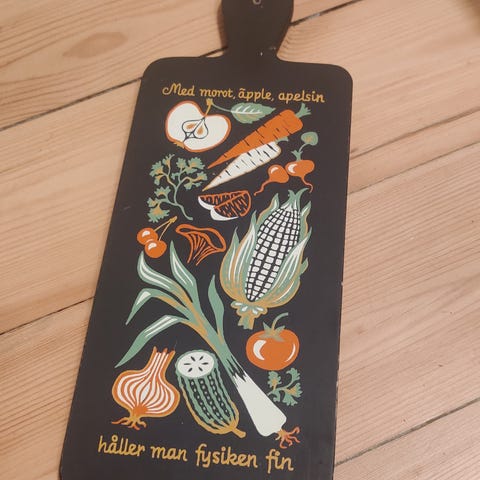 Med morot, äpple, apelsin
håller man fysiken fin